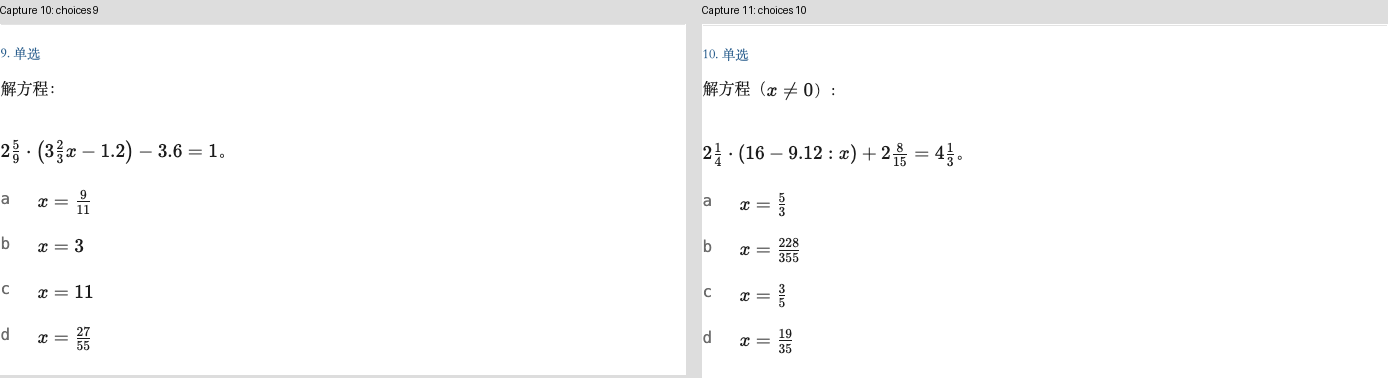 Capture 10: choices 9
9. 单选
解方程：
2 5/9 · (3 2/3 x − 1.2) − 3.6 = 1。
a x = 9/11
b x = 3
c x = 11
d x = 27/55
Capture 11: choices 10
10. 单选
解方程（x ≠ 0）：
2 1/4 · (16 − 9.12 : x) + 2 8/15 = 4 1/3。
a x = 5/3
b x = 228/355
c x = 3/5
d x = 19/35